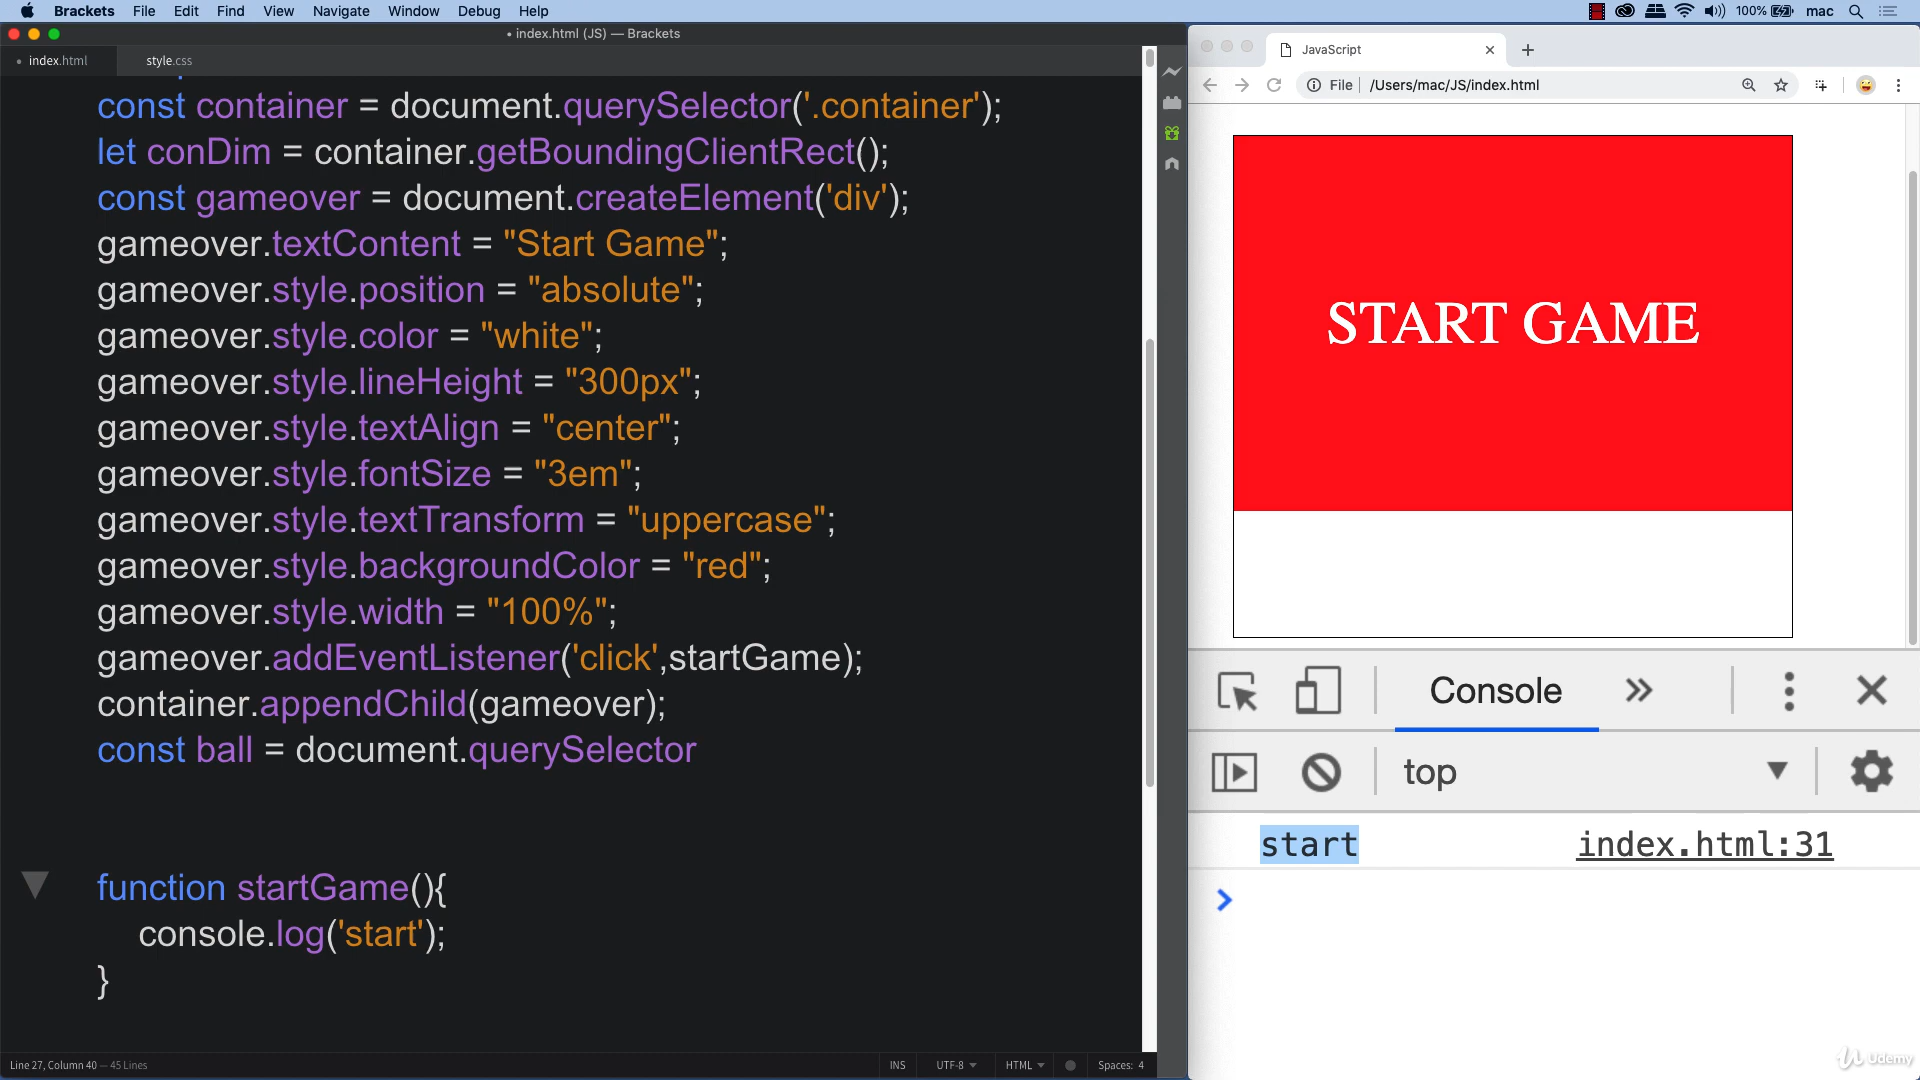 Brackets File Edit Find View Navigate Window Debug Help
100% mac
• index.html (JS) — Brackets
• index.html style.css
const container = document.querySelector('.container');
let conDim = container.getBoundingClientRect();
const gameover = document.createElement('div');
gameover.textContent = "Start Game";
gameover.style.position = "absolute";
gameover.style.color = "white";
gameover.style.lineHeight = "300px";
gameover.style.textAlign = "center";
gameover.style.fontSize = "3em";
gameover.style.textTransform = "uppercase";
gameover.style.backgroundColor = "red";
gameover.style.width = "100%";
gameover.addEventListener('click',startGame);
container.appendChild(gameover);
const ball = document.querySelector
function startGame(){
console.log('start');
}
Line 27, Column 40 — 45 Lines
INS UTF-8 HTML Spaces: 4
JavaScript
File /Users/mac/JS/index.html
START GAME
Console
top
start index.html:31
Udemy